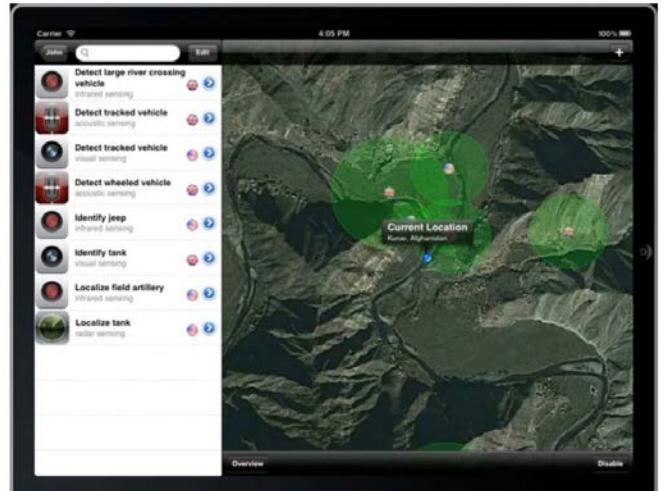 Carrier
4:05 PM
100%
John
Edit
Detect large river crossing
vehicle
infrared sensing
Detect tracked vehicle
acoustic sensing
Detect tracked vehicle
visual sensing
Detect wheeled vehicle
acoustic sensing
Identify jeep
infrared sensing
Identify tank
visual sensing
Localize field artillery
infrared sensing
Localize tank
radar sensing
+
Current Location
Kunar, Afghanistan
Overview
Disable